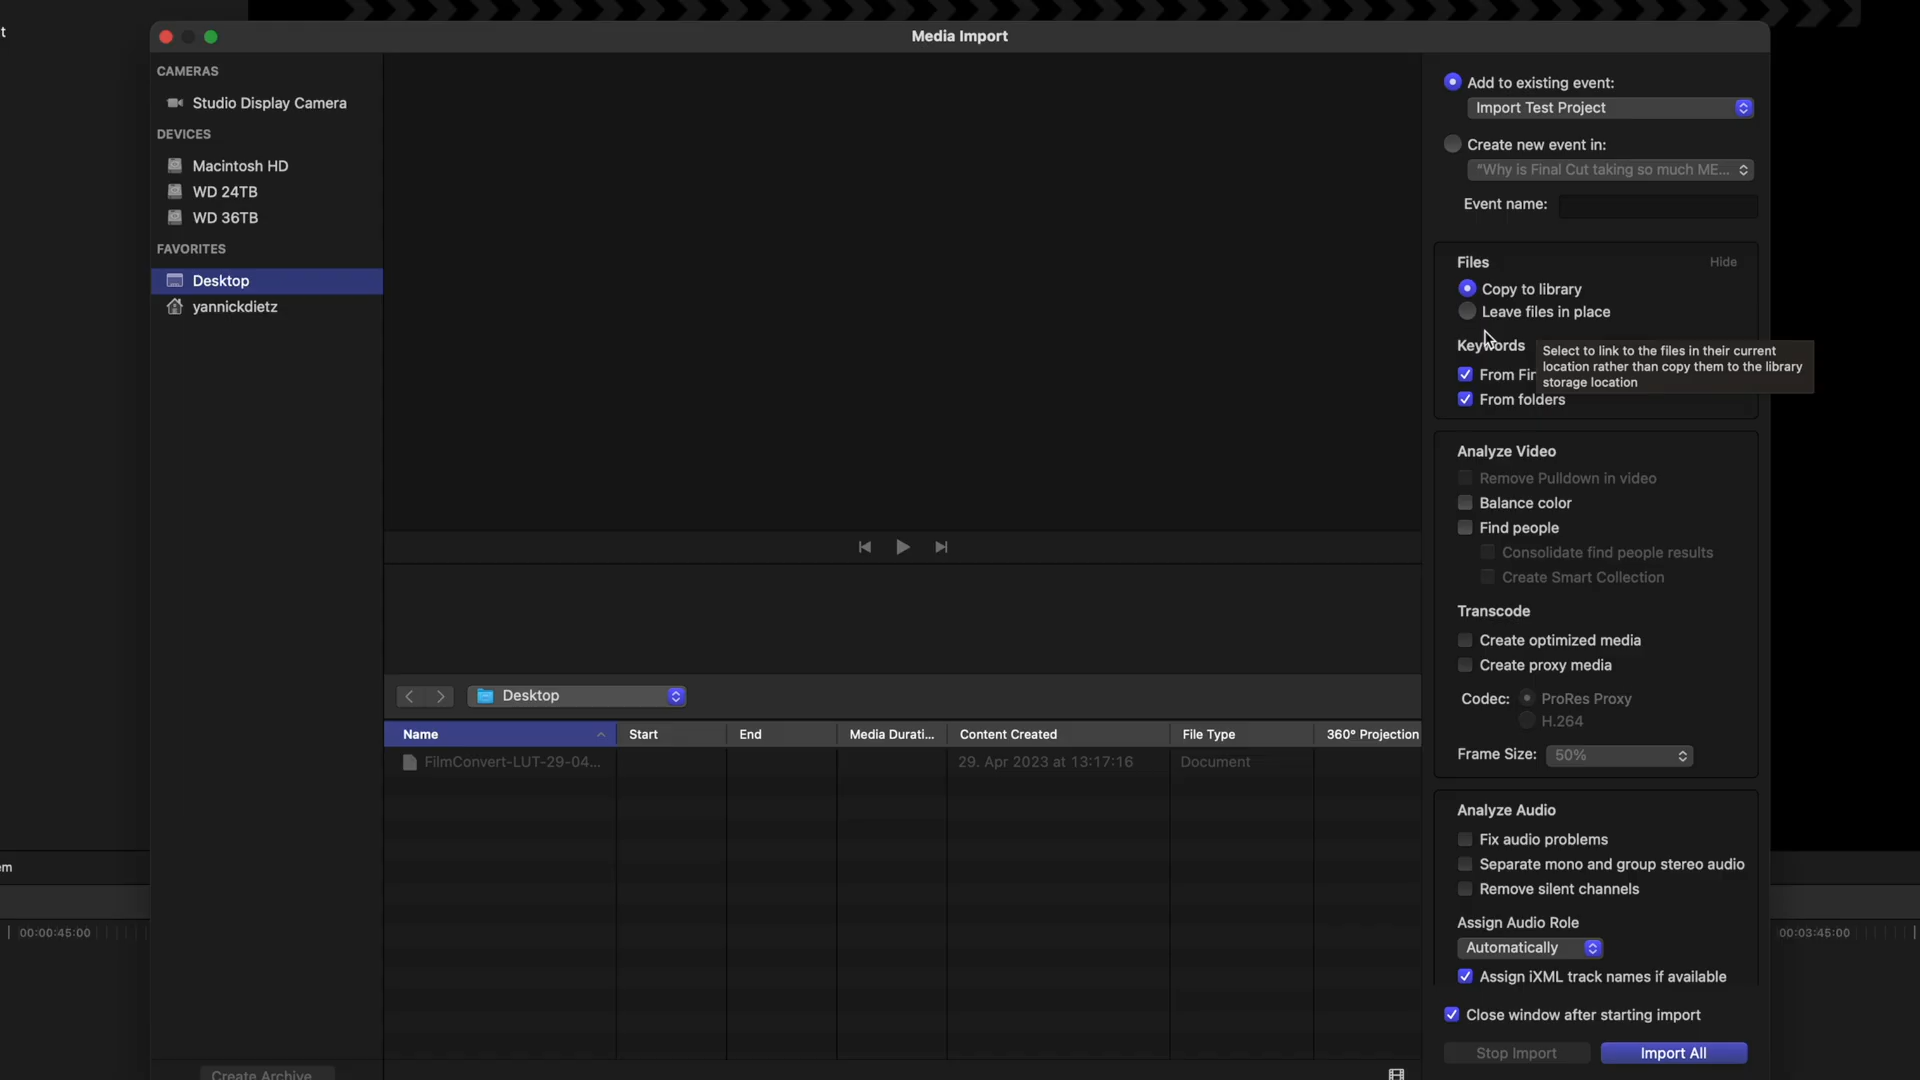 t
Media Import
CAMERAS
Studio Display Camera
DEVICES
Macintosh HD
WD 24TB
WD 36TB
FAVORITES
Desktop
yannickdietz
Add to existing event:
Import Test Project
Create new event in:
“Why is Final Cut taking so much ME...
Event name:
Files
Hide
Copy to library
Leave files in place
Keywords
Select to link to the files in their current
location rather than copy them to the library
storage location
From Fin
From folders
Analyze Video
Remove Pulldown in video
Balance color
Find people
Consolidate find people results
Create Smart Collection
Transcode
Create optimized media
Create proxy media
Codec: ProRes Proxy
H.264
Frame Size: 50%
Analyze Audio
Fix audio problems
Separate mono and group stereo audio
Remove silent channels
Assign Audio Role
Automatically
Assign iXML track names if available
Close window after starting import
Stop Import
Import All
Desktop
Name Start End Media Durati... Content Created File Type 360° Projection
FilmConvert-LUT-29-04... 29. Apr 2023 at 13:17:16 Document
em
00:00:45:00
00:03:45:00
Create Archive